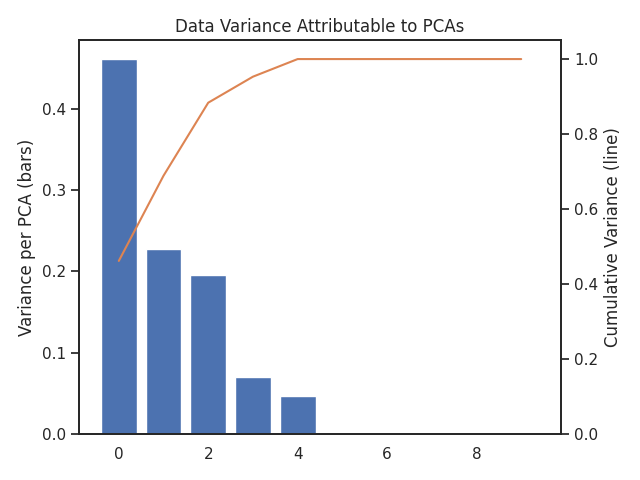 Data Variance Attributable to PCAs
Variance per PCA (bars)
0.4
0.3
0.2
0.1
0.0
1.0
0.8
0.6
0.4
0.2
0.0
Cumulative Variance (line)
0 2 4 6 8